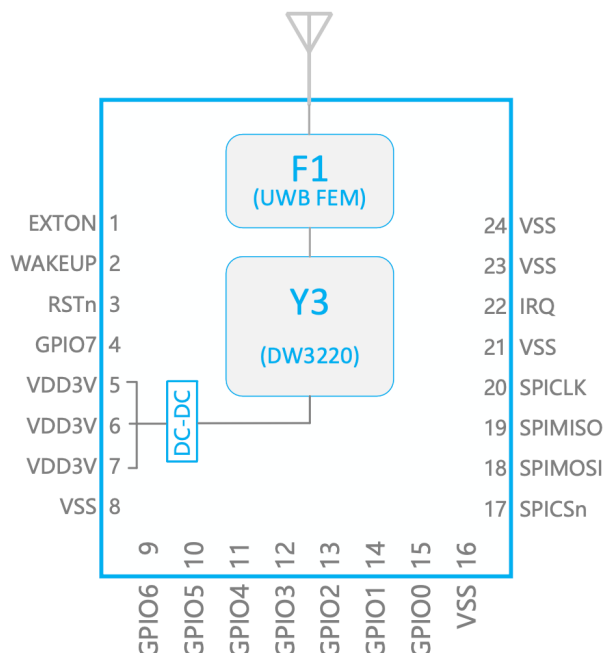 F1
(UWB FEM)
Y3
(DW3220)
DC-DC
EXTON 1
WAKEUP 2
RSTn 3
GPIO7 4
VDD3V 5
VDD3V 6
VDD3V 7
VSS 8
9 GPIO6
10 GPIO5
11 GPIO4
12 GPIO3
13 GPIO2
14 GPIO1
15 GPIO0
16 VSS
24 VSS
23 VSS
22 IRQ
21 VSS
20 SPICLK
19 SPIMISO
18 SPIMOSI
17 SPICSn